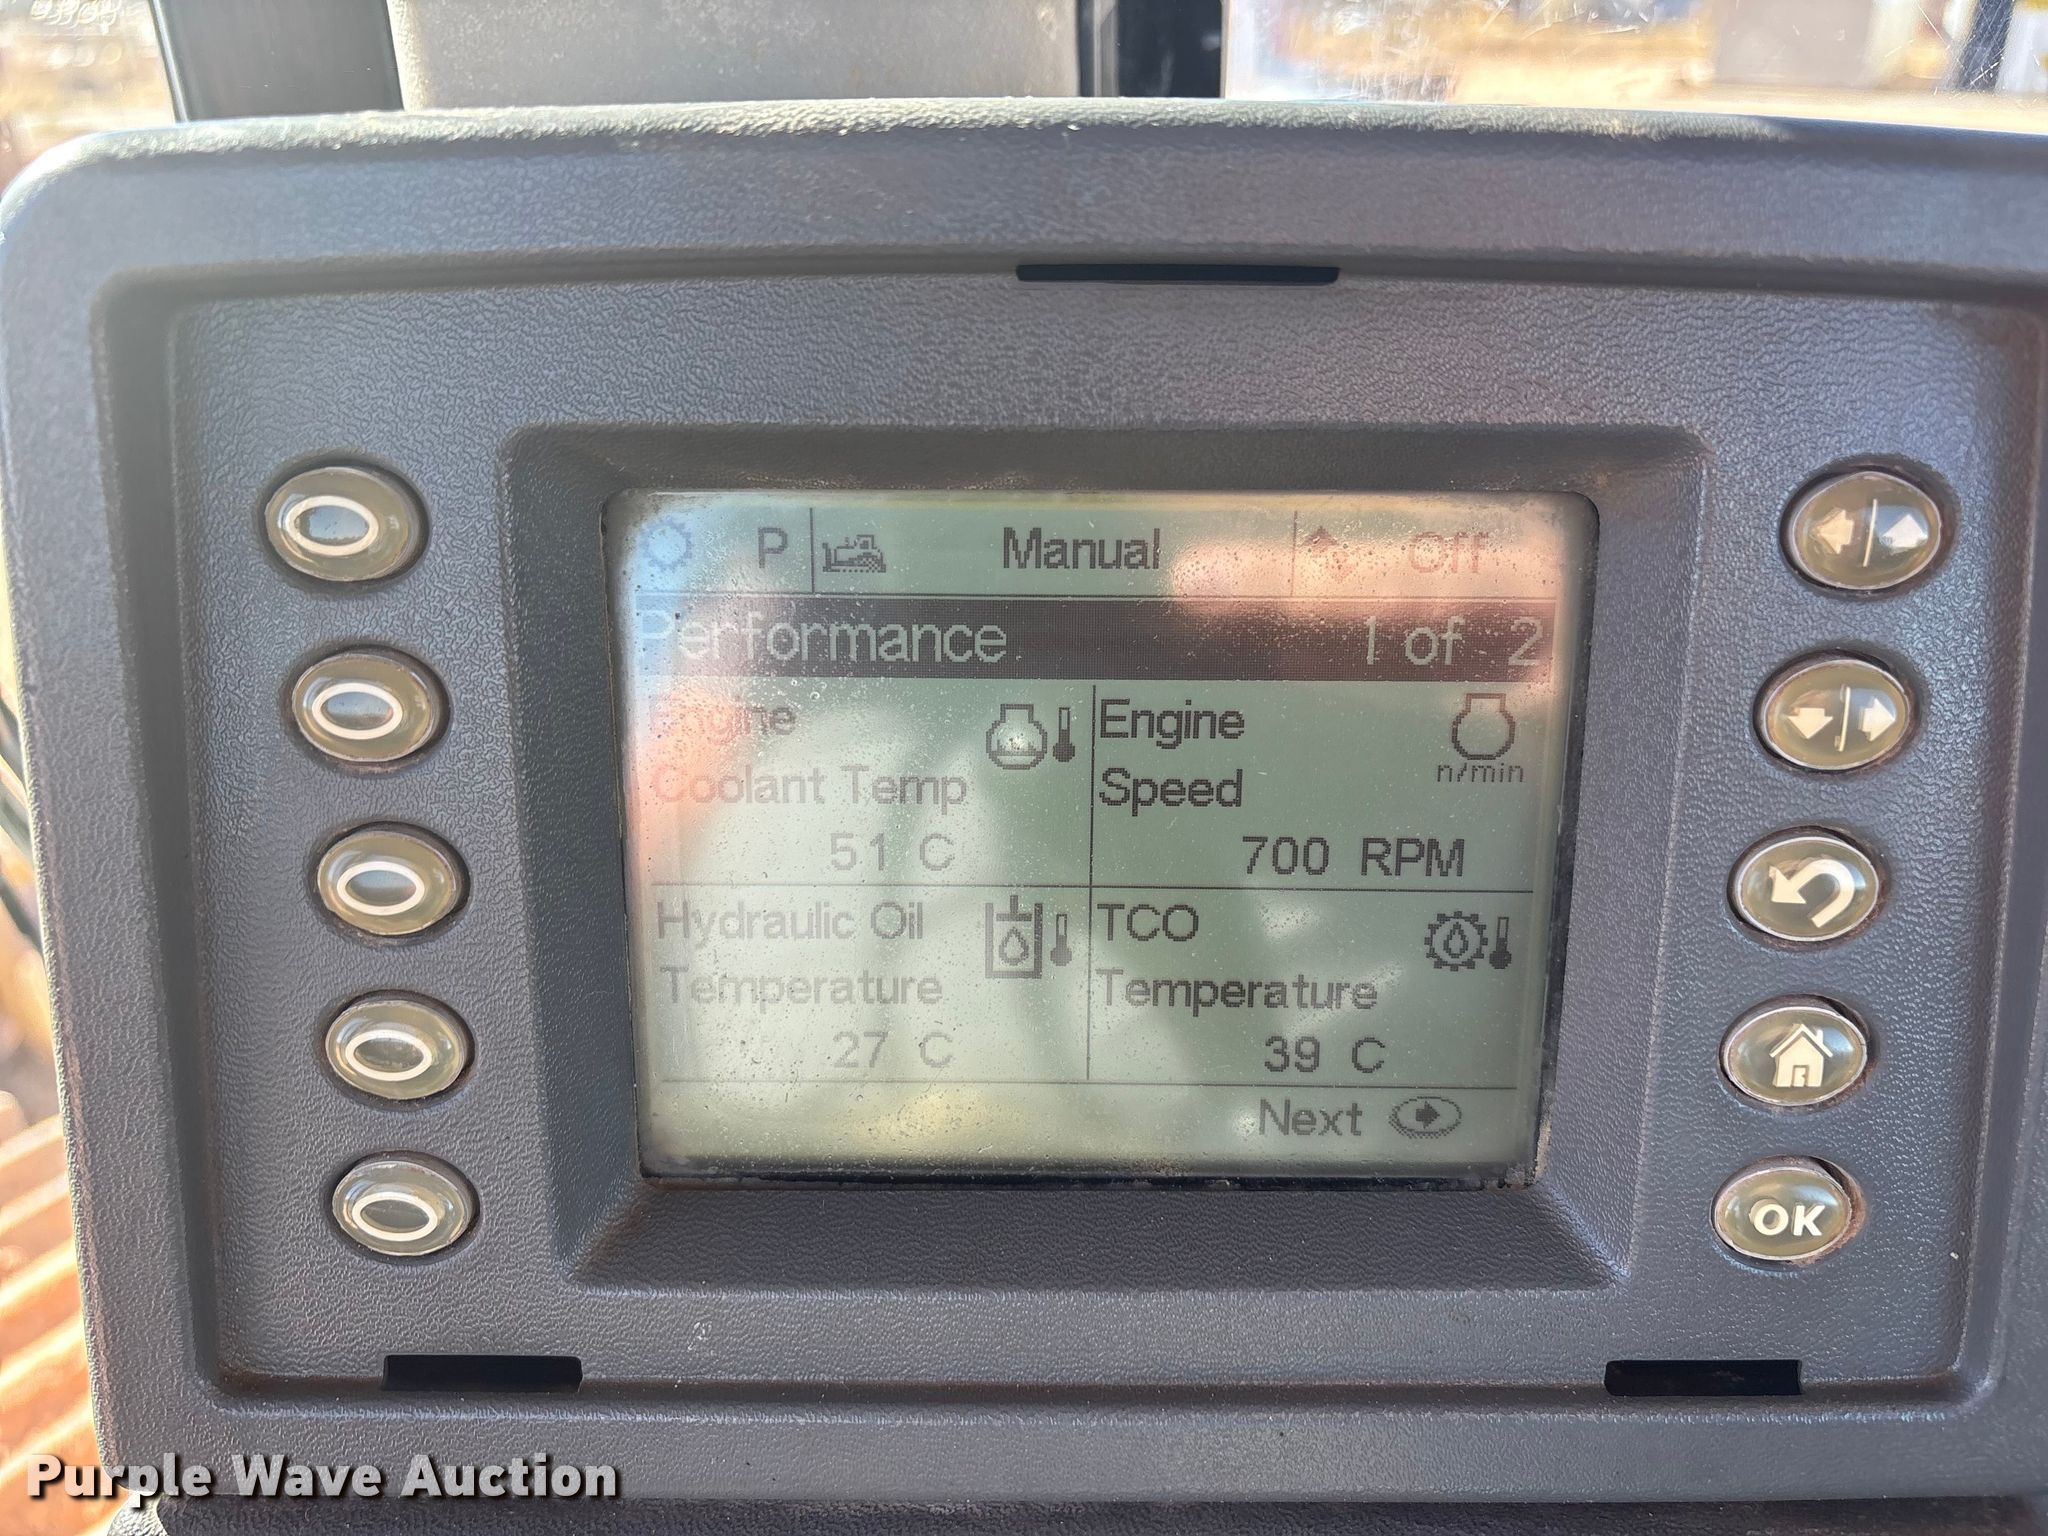 P Manual Off
Performance 1 of 2
Engine
Coolant Temp
51 C
Engine
Speed
n/min
700 RPM
Hydraulic Oil
Temperature
27 C
TCO
Temperature
39 C
Next
OK
Purple Wave Auction